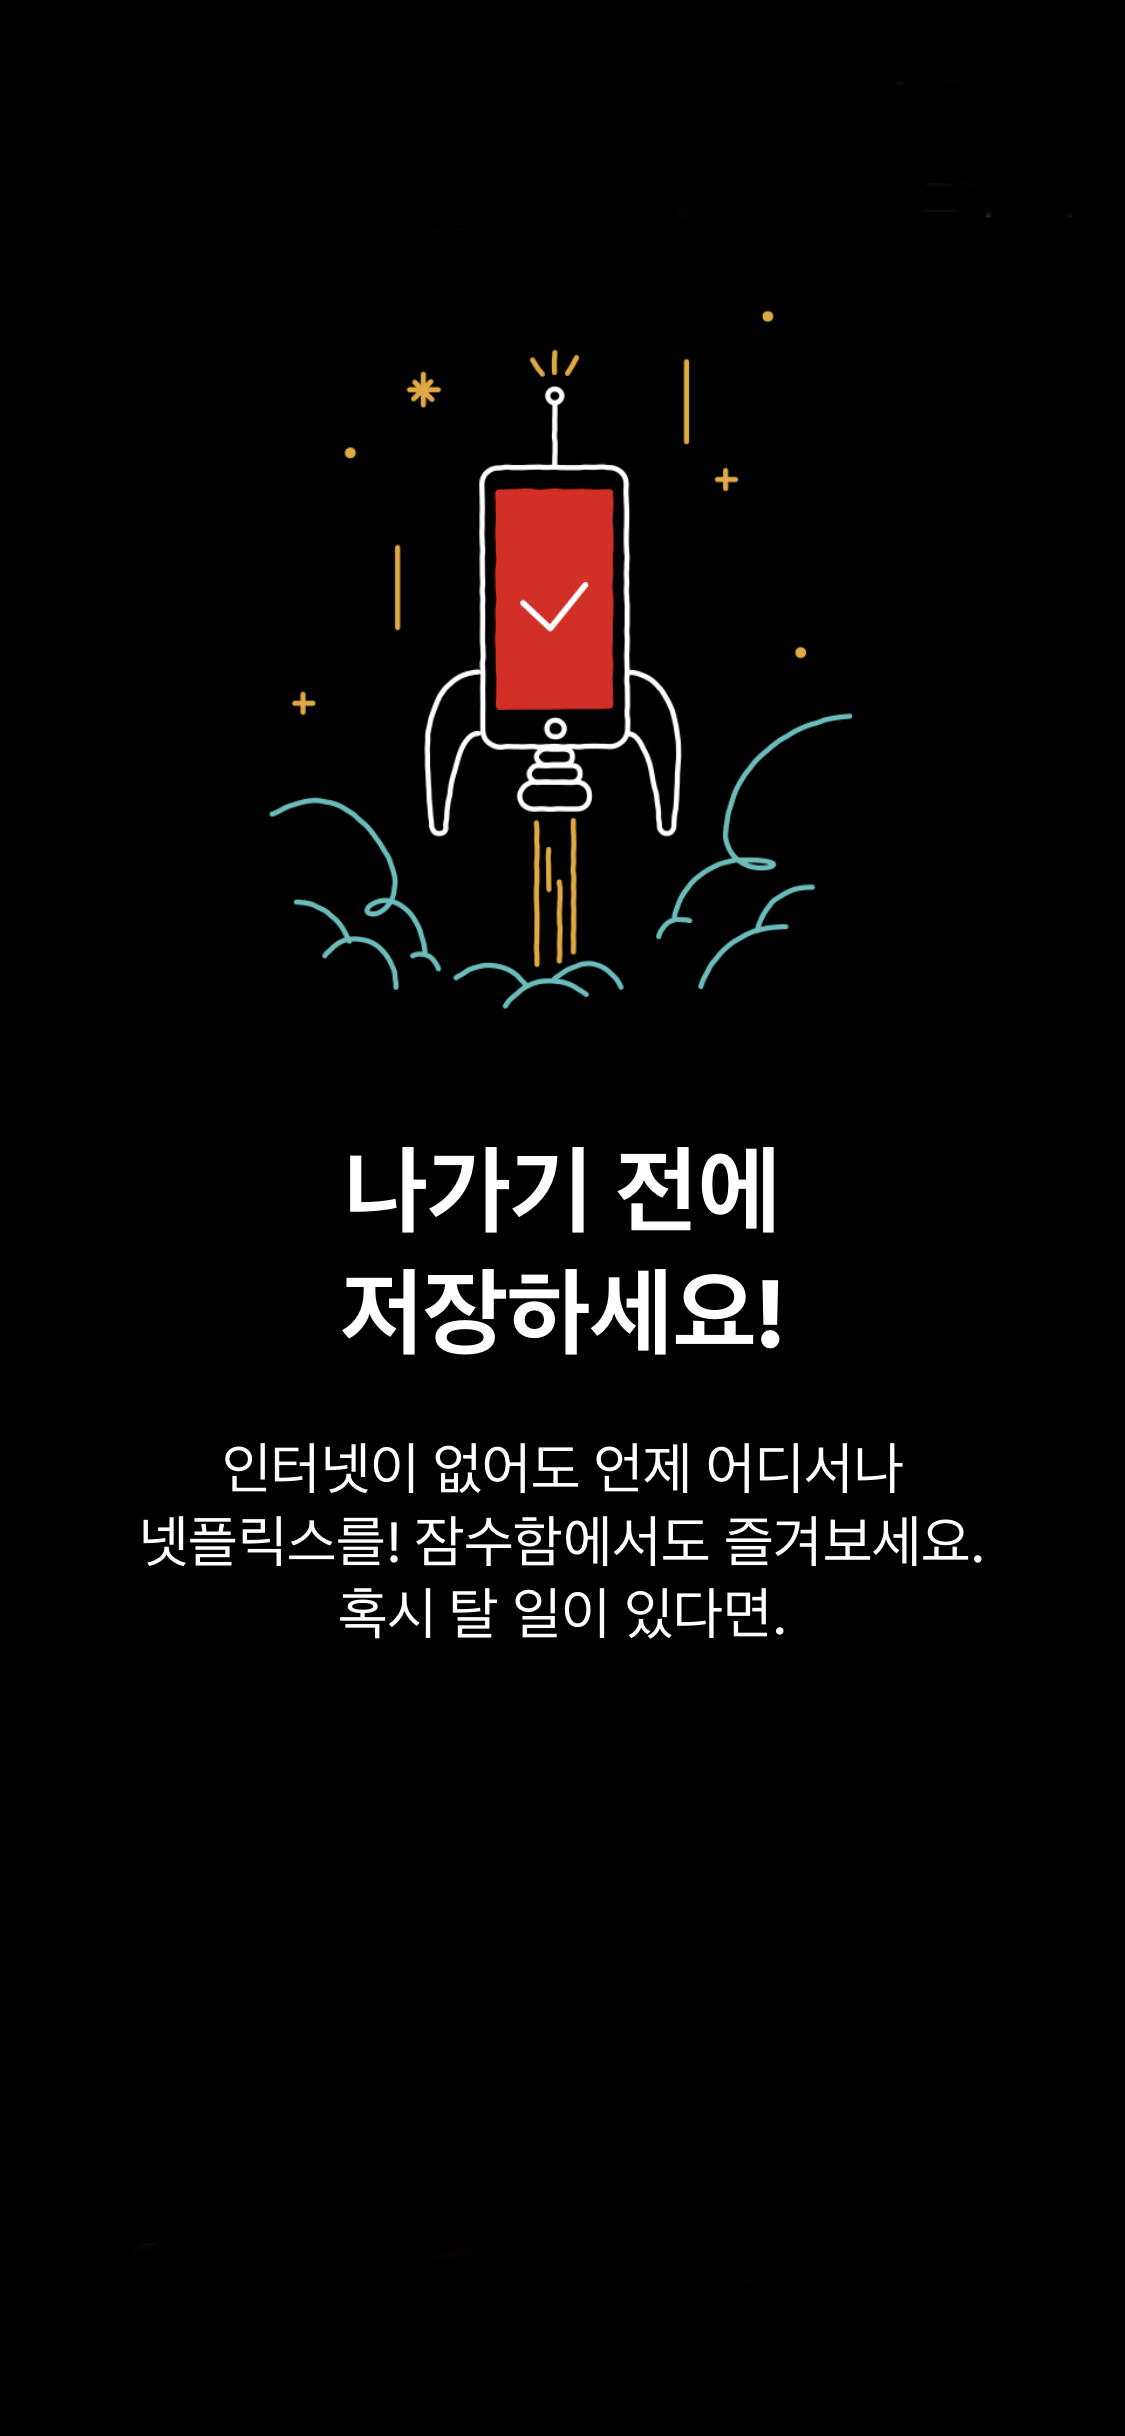 나가기 전에
저장하세요!
인터넷이 없어도 언제 어디서나
넷플릭스를! 잠수함에서도 즐겨보세요.
혹시 탈 일이 있다면.